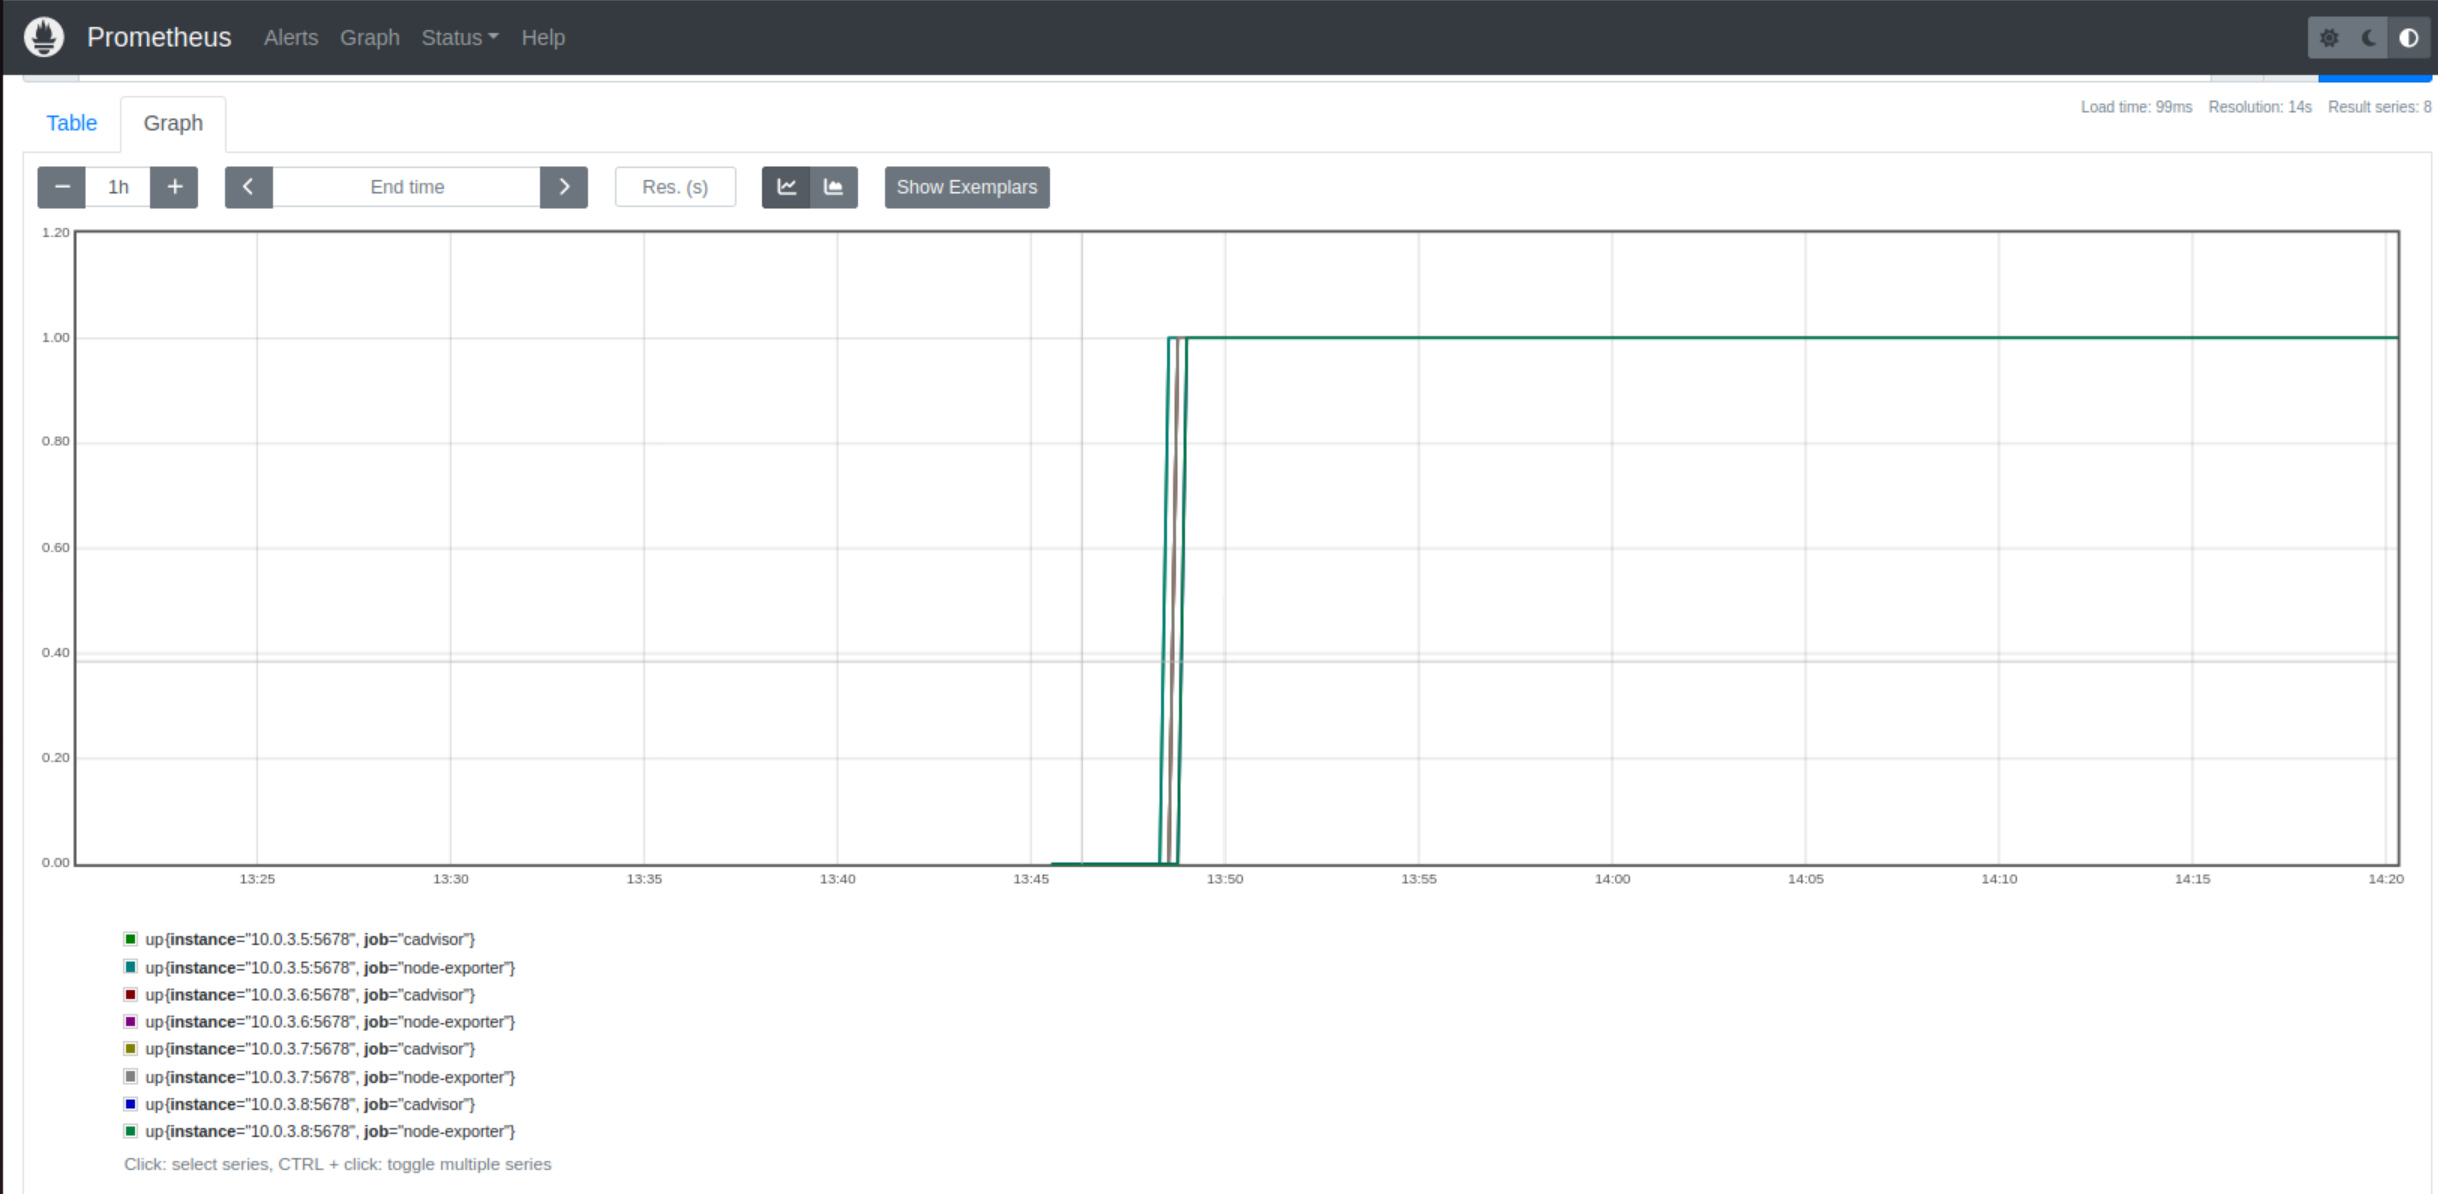 Prometheus Alerts Graph Status Help
Table Graph Load time: 99ms Resolution: 14s Result series: 8
1h End time Res. (s) Show Exemplars
1.20
1.00
0.80
0.60
0.40
0.20
0.00
13:25 13:30 13:35 13:40 13:45 13:50 13:55 14:00 14:05 14:10 14:15 14:20
up{instance="10.0.3.5:5678", job="cadvisor"}
up{instance="10.0.3.5:5678", job="node-exporter"}
up{instance="10.0.3.6:5678", job="cadvisor"}
up{instance="10.0.3.6:5678", job="node-exporter"}
up{instance="10.0.3.7:5678", job="cadvisor"}
up{instance="10.0.3.7:5678", job="node-exporter"}
up{instance="10.0.3.8:5678", job="cadvisor"}
up{instance="10.0.3.8:5678", job="node-exporter"}
Click: select series, CTRL + click: toggle multiple series